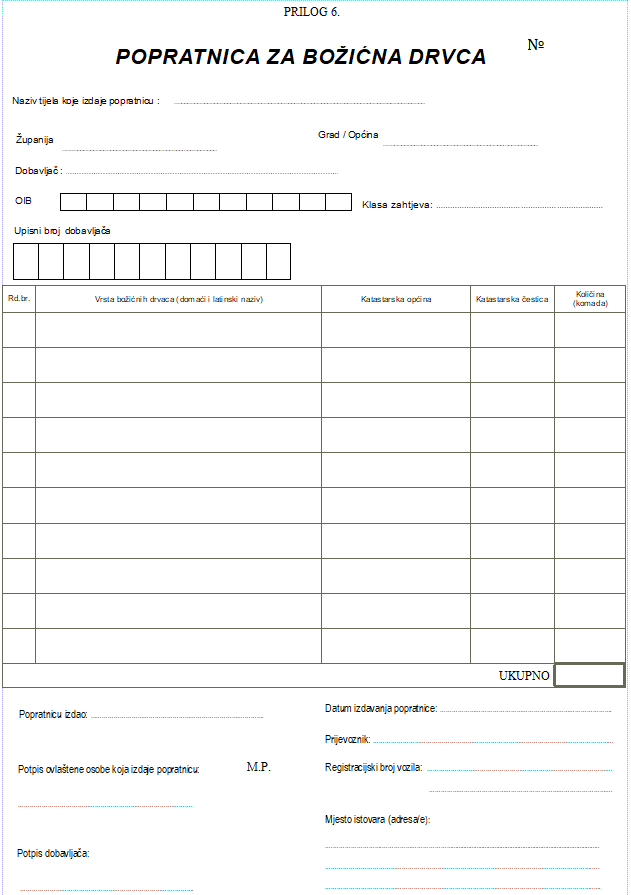 PRILOG 6.
POPRATNICA ZA BOŽIĆNA DRVCA
№
Naziv tijela koje izdaje popratnicu :
Županija
Grad / Općina
Dobavljač :
OIB
Klasa zahtjeva:
Upisni broj dobavljača
Rd.br.
Vrsta božićnih drvaca (domaći i latinski naziv)
Katastarska općina
Katastarska čestica
Količina
(komada)
UKUPNO
Popratnicu izdao:
Datum izdavanja popratnice:
Prijevoznik:
Potpis ovlaštene osobe koja izdaje popratnicu:
M.P.
Registracijski broj vozila:
Mjesto istovara (adresa/e):
Potpis dobavljača: